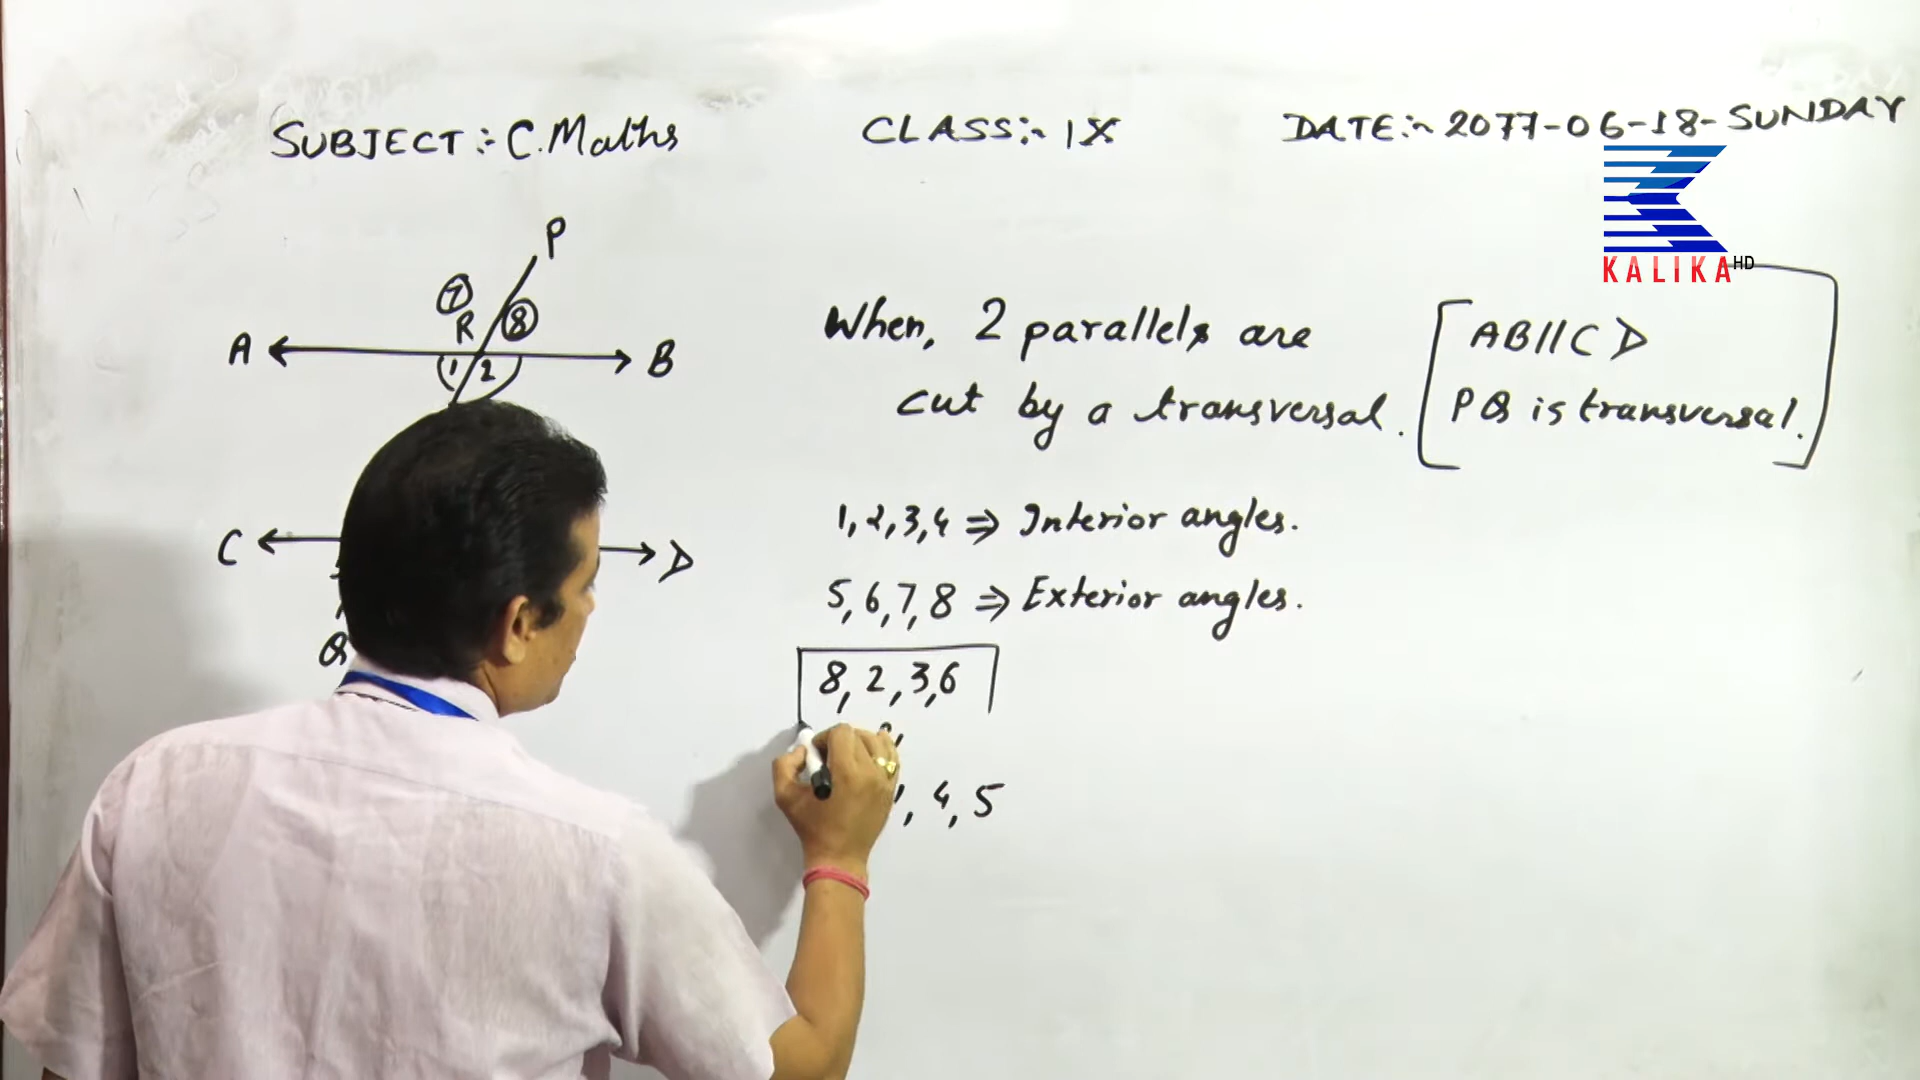 SUBJECT:- C.Maths
CLASS:- IX
DATE:- 2077-06-18-SUNDAY
KALIKA HD
P
7
R
8
A
1
2
B
C
D
Q
When, 2 parallels are
cut by a transversal.
AB//CD
PQ is transversal.
1, 2, 3, 4 ⇒ Interior angles.
5, 6, 7, 8 ⇒ Exterior angles.
8, 2, 3, 6
, 4, 5